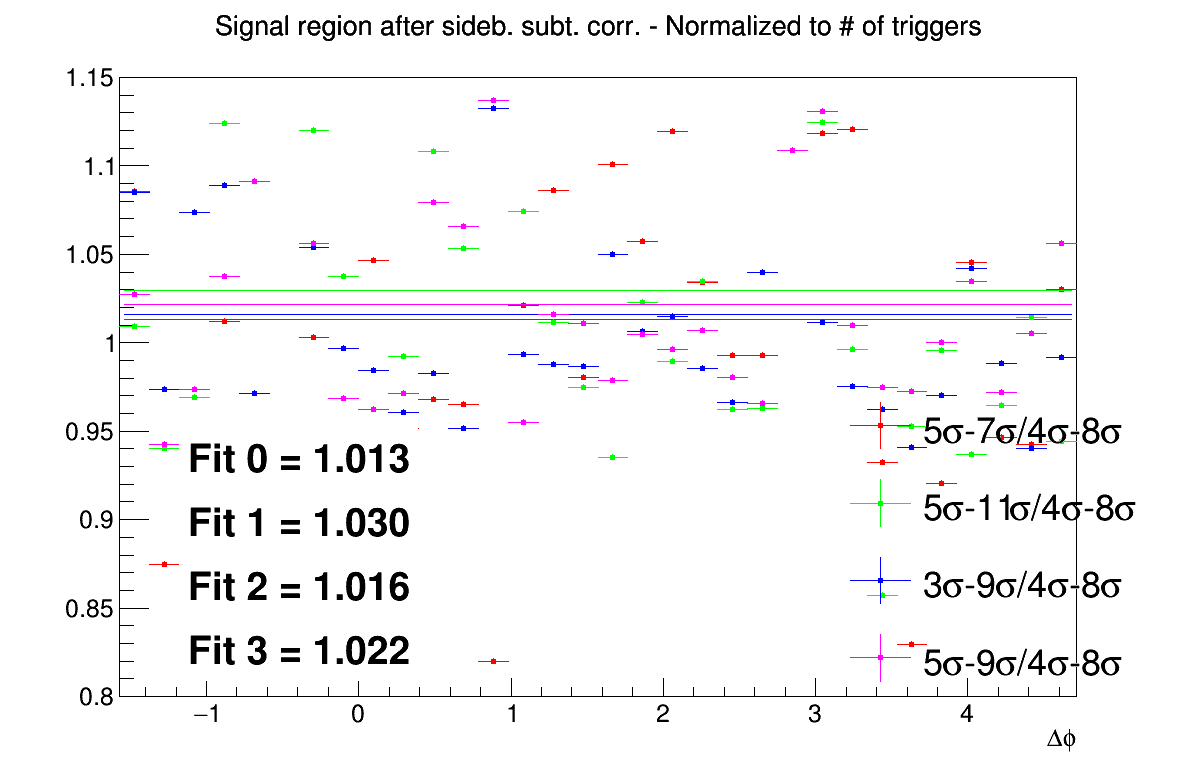 Signal region after sideb. subt. corr. - Normalized to # of triggers
1.15
1.1
1.05
1
0.95
0.9
0.85
0.8
Fit 0 = 1.013
Fit 1 = 1.030
Fit 2 = 1.016
Fit 3 = 1.022
5σ-7σ/4σ-8σ
5σ-11σ/4σ-8σ
3σ-9σ/4σ-8σ
5σ-9σ/4σ-8σ
−1 0 1 2 3 4
Δϕ